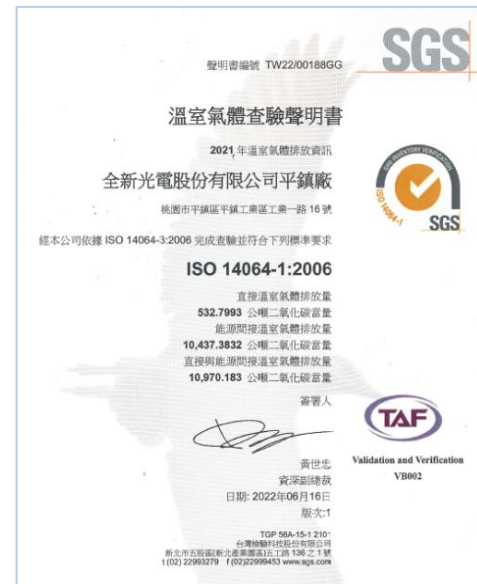 SGS
聲明書編號 TW22/00188GG
溫室氣體查驗聲明書
2021 年溫室氣體排放資訊
全新光電股份有限公司平鎮廠
桃園市平鎮區平鎮工業區工業一路 16 號
GHG INVENTORY VERIFICATION
ISO 14064-1
SGS
經本公司依據 ISO 14064-3:2006 完成查驗並符合下列標準要求
ISO 14064-1:2006
直接溫室氣體排放量
532.7993 公噸二氧化碳當量
能源間接溫室氣體排放量
10,437.3832 公噸二氧化碳當量
直接與能源間接溫室氣體排放量
10,970.183 公噸二氧化碳當量
簽署人
TAF
Validation and Verification
VB002
黃世忠
資深副總裁
日期: 2022年06月16日
版次:1
TGP 56A-15-1 2101
台灣檢驗科技股份有限公司
新北市五股區(新北產業園區)五工路 136 之 1 號
t (02) 22993279 f (02)22999453 www.sgs.com